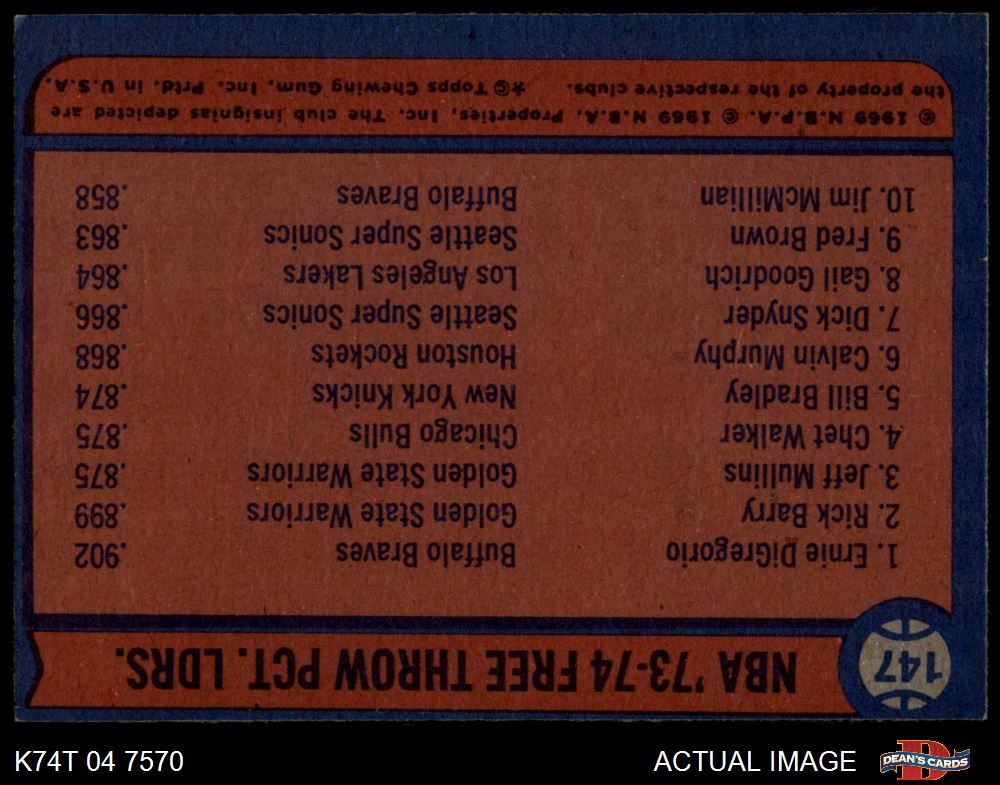 147
NBA '73-74 FREE THROW PCT. LDRS.
1. Ernie DiGregorio Buffalo Braves .902
2. Rick Barry Golden State Warriors .899
3. Jeff Mullins Golden State Warriors .875
4. Chet Walker Chicago Bulls .875
5. Bill Bradley New York Knicks .874
6. Calvin Murphy Houston Rockets .868
7. Dick Snyder Seattle Super Sonics .866
8. Gail Goodrich Los Angeles Lakers .864
9. Fred Brown Seattle Super Sonics .863
10. Jim McMillian Buffalo Braves .858
© 1969 N.B.P.A. © 1969 N.B.A. Properties, Inc. The club insignias depicted are
the property of the respective clubs. ★© Topps Chewing Gum, Inc. Prtd. in U.S.A.
K74T 04 7570 ACTUAL IMAGE
DEAN'S CARDS